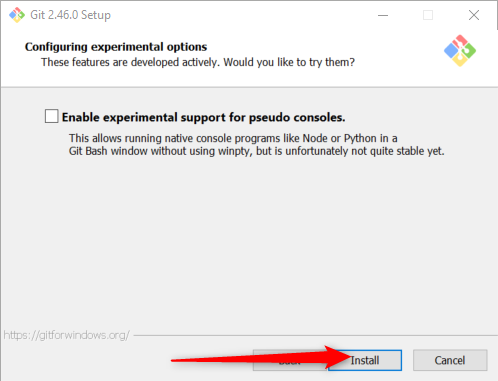 Git 2.46.0 Setup
Configuring experimental options
These features are developed actively. Would you like to try them?
Enable experimental support for pseudo consoles.
This allows running native console programs like Node or Python in a
Git Bash window without using winpty, but is unfortunately not quite stable yet.
https://gitforwindows.org/
Install Cancel